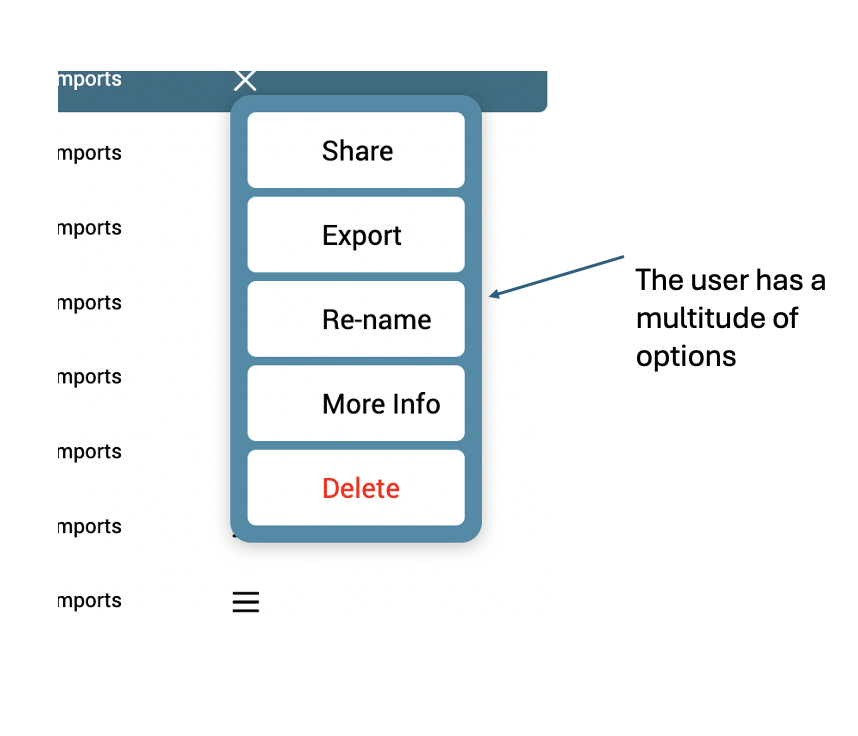 mports
mports
Share
mports
Export
mports
Re-name
mports
More Info
mports
Delete
mports
mports
The user has a
multitude of
options